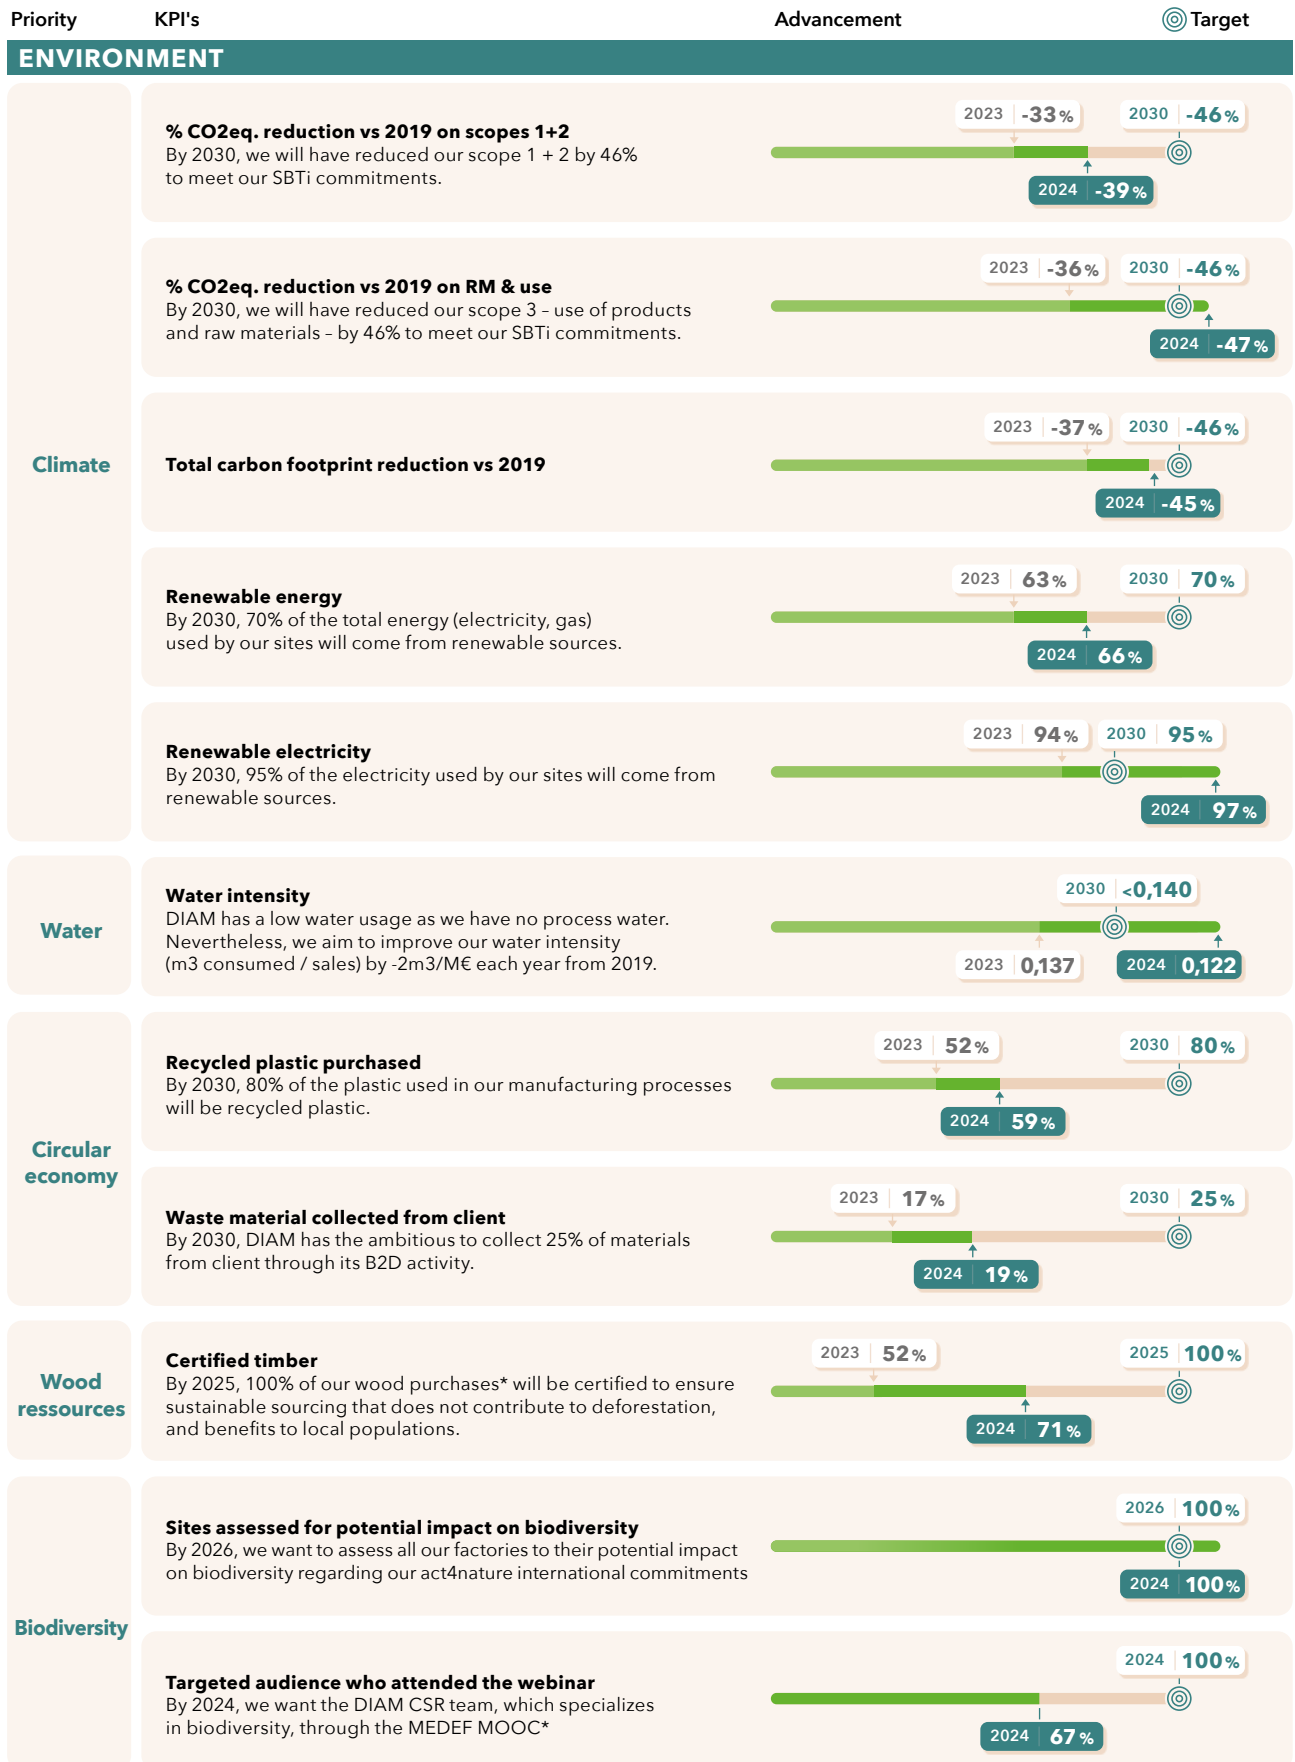 Priority KPI's Advancement Target
ENVIRONMENT
Climate
% CO2eq. reduction vs 2019 on scopes 1+2
By 2030, we will have reduced our scope 1 + 2 by 46%
to meet our SBTi commitments.
2023 -33% 2030 -46%
2024 -39%
% CO2eq. reduction vs 2019 on RM & use
By 2030, we will have reduced our scope 3 – use of products
and raw materials – by 46% to meet our SBTi commitments.
2023 -36% 2030 -46%
2024 -47%
Total carbon footprint reduction vs 2019
2023 -37% 2030 -46%
2024 -45%
Renewable energy
By 2030, 70% of the total energy (electricity, gas)
used by our sites will come from renewable sources.
2023 63% 2030 70%
2024 66%
Renewable electricity
By 2030, 95% of the electricity used by our sites will come from
renewable sources.
2023 94% 2030 95%
2024 97%
Water
Water intensity
DIAM has a low water usage as we have no process water.
Nevertheless, we aim to improve our water intensity
(m3 consumed / sales) by -2m3/M€ each year from 2019.
2030 <0,140
2023 0,137 2024 0,122
Circular
economy
Recycled plastic purchased
By 2030, 80% of the plastic used in our manufacturing processes
will be recycled plastic.
2023 52% 2030 80%
2024 59%
Waste material collected from client
By 2030, DIAM has the ambitious to collect 25% of materials
from client through its B2D activity.
2023 17% 2030 25%
2024 19%
Wood
ressources
Certified timber
By 2025, 100% of our wood purchases* will be certified to ensure
sustainable sourcing that does not contribute to deforestation,
and benefits to local populations.
2023 52% 2025 100%
2024 71%
Biodiversity
Sites assessed for potential impact on biodiversity
By 2026, we want to assess all our factories to their potential impact
on biodiversity regarding our act4nature international commitments
2026 100%
2024 100%
Targeted audience who attended the webinar
By 2024, we want the DIAM CSR team, which specializes
in biodiversity, through the MEDEF MOOC*
2024 100%
2024 67%